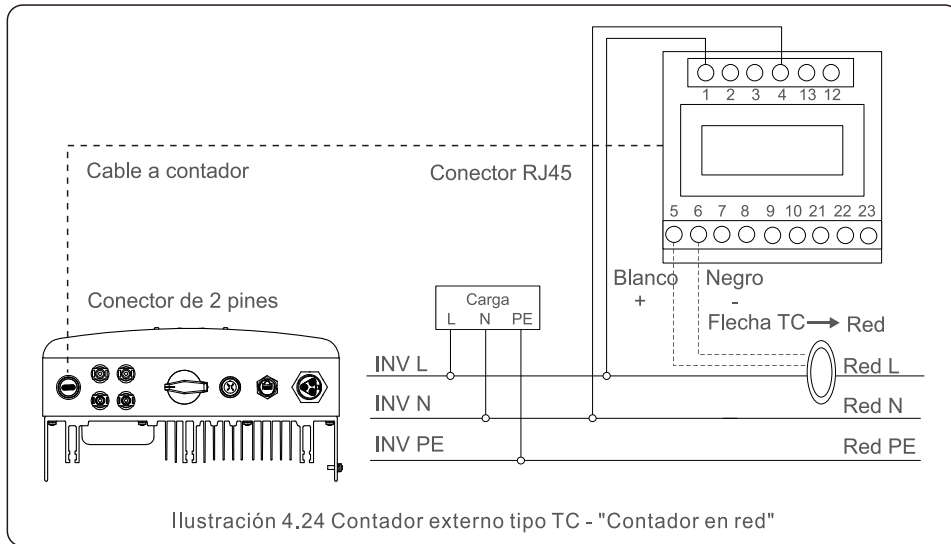 1 2 3 4 13 12
Cable a contador
Conector RJ45
5 6 7 8 9 10 21 22 23
Blanco Negro
+ -
Flecha TC Red
Conector de 2 pines
Carga
L N PE
INV L
Red L
INV N
Red N
INV PE
Red PE
Ilustración 4.24 Contador externo tipo TC - "Contador en red"